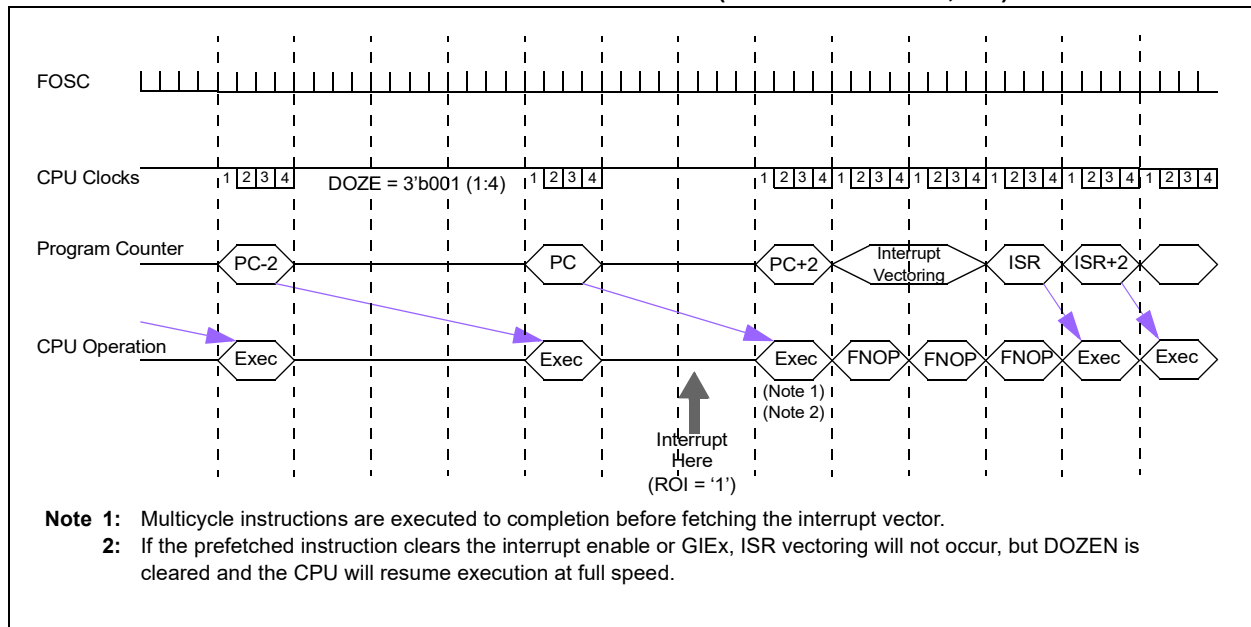 FOSC
CPU Clocks
1 2 3 4
DOZE = 3'b001 (1:4)
1 2 3 4
1 2 3 4 1 2 3 4 1 2 3 4 1 2 3 4 1 2 3 4 1 2 3 4
Program Counter
PC-2
PC
PC+2
Interrupt
Vectoring
ISR
ISR+2
CPU Operation
Exec
Exec
Exec
FNOP
FNOP
FNOP
Exec
Exec
(Note 1)
(Note 2)
Interrupt
Here
(ROI = ‘1’)
Note 1: Multicycle instructions are executed to completion before fetching the interrupt vector.
2: If the prefetched instruction clears the interrupt enable or GIEx, ISR vectoring will not occur, but DOZEN is
cleared and the CPU will resume execution at full speed.